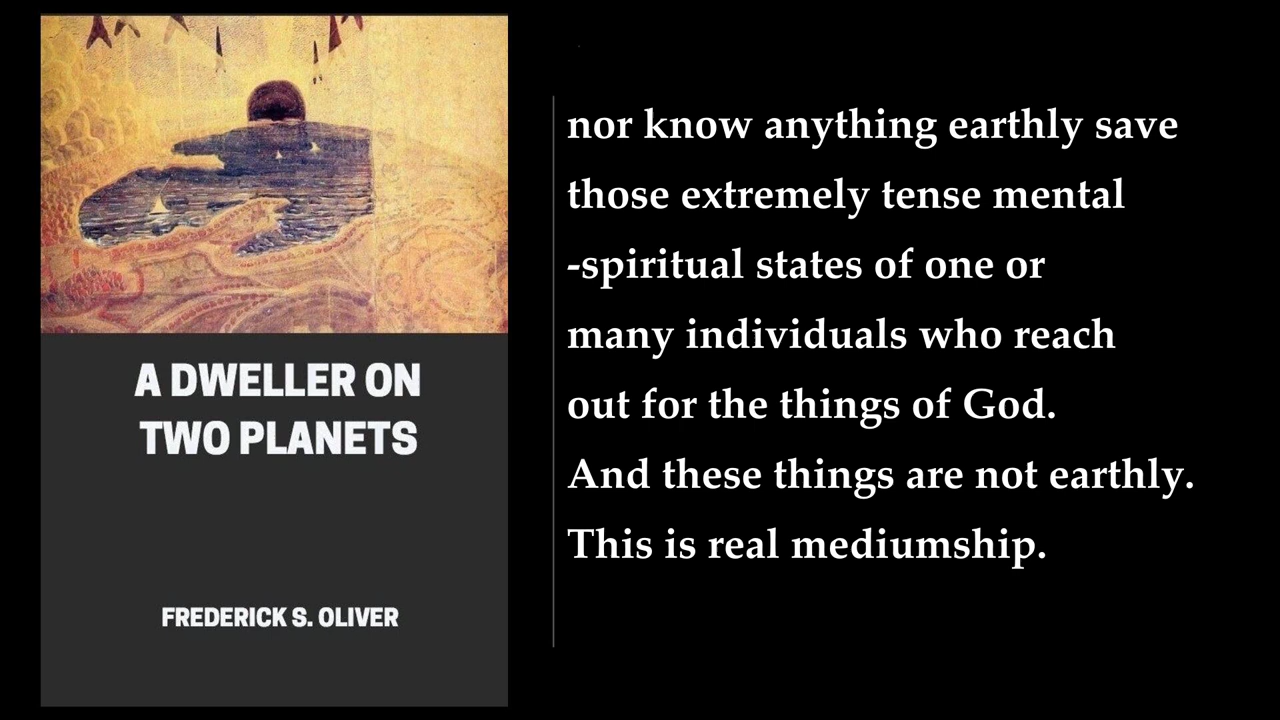 A DWELLER ON
TWO PLANETS
FREDERICK S. OLIVER
nor know anything earthly save
those extremely tense mental
-spiritual states of one or
many individuals who reach
out for the things of God.
And these things are not earthly.
This is real mediumship.